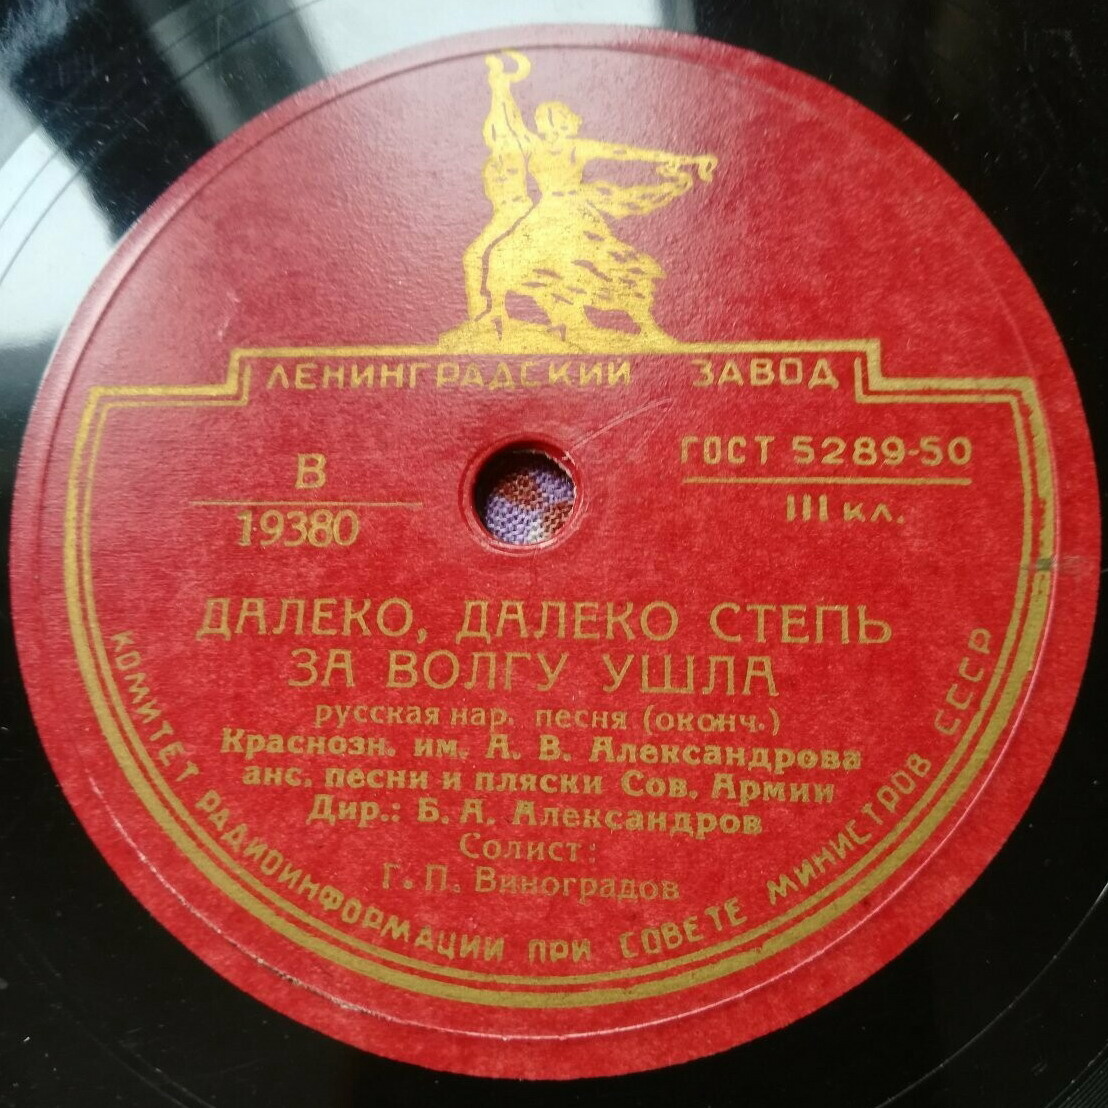 ЛЕНИНГРАДСКИЙ ЗАВОД
В
19380
ГОСТ 5289-50
III кл.
ДАЛЕКО, ДАЛЕКО СТЕПЬ
ЗА ВОЛГУ УШЛА
русская нар. песня (оконч.)
Краснозн. им. А. В. Александрова
анс. песни и пляски Сов. Армии
Дир.: Б. А. Александров
Солист:
Г. П. Виноградов
КОМИТЕТ РАДИОИНФОРМАЦИИ ПРИ СОВЕТЕ МИНИСТРОВ СССР